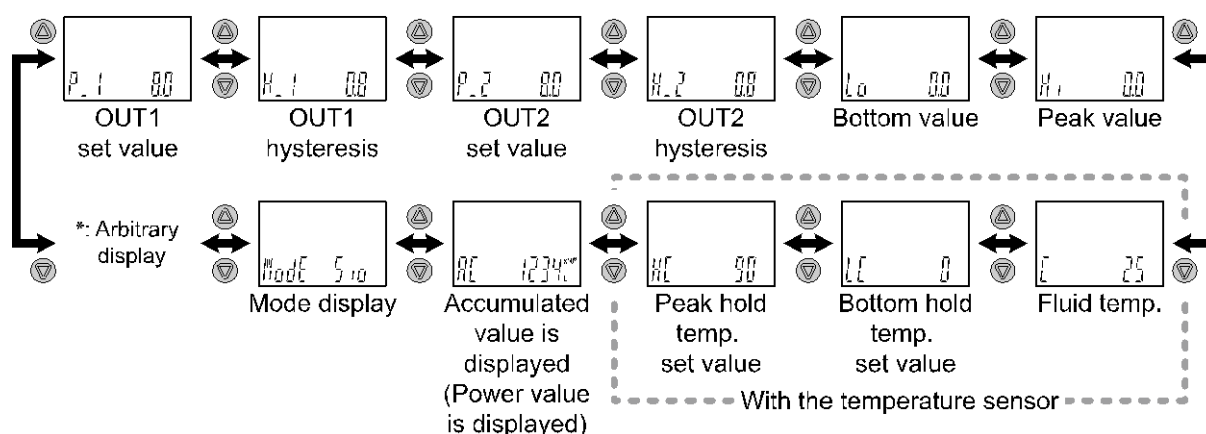 P_1 0.0
H_1 0.0
P_2 0.0
H_2 0.0
Lo 0.0
Hi 0.0
OUT1
set value
OUT1
hysteresis
OUT2
set value
OUT2
hysteresis
Bottom value
Peak value
*: Arbitrary
display
ModE Sio
AC 1234.
HC 90
LC 0
C 25
Mode display
Accumulated
value is
displayed
(Power value
is displayed)
Peak hold
temp.
set value
Bottom hold
temp.
set value
Fluid temp.
With the temperature sensor